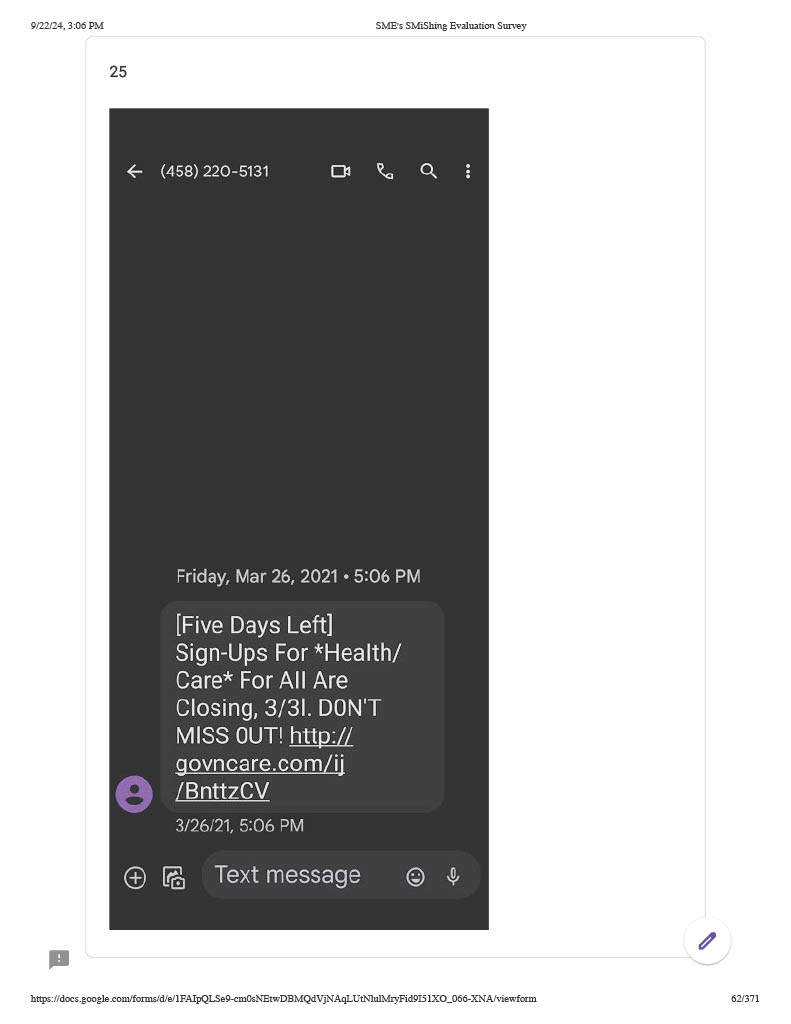 9/22/24, 3:06 PM SME's SMiShing Evaluation Survey
25
(458) 220-5131
Friday, Mar 26, 2021 • 5:06 PM
[Five Days Left]
Sign-Ups For *Health/
Care* For All Are
Closing, 3/3l. D0N'T
MlSS 0UT! http://
govncare.com/ij
/BnttzCV
3/26/21, 5:06 PM
Text message
https://docs.google.com/forms/d/e/1FAIpQLSe9-cm0sNEtwDBMQdVjNAqLUtNlulMryFid9I51XO_066-XNA/viewform 62/371